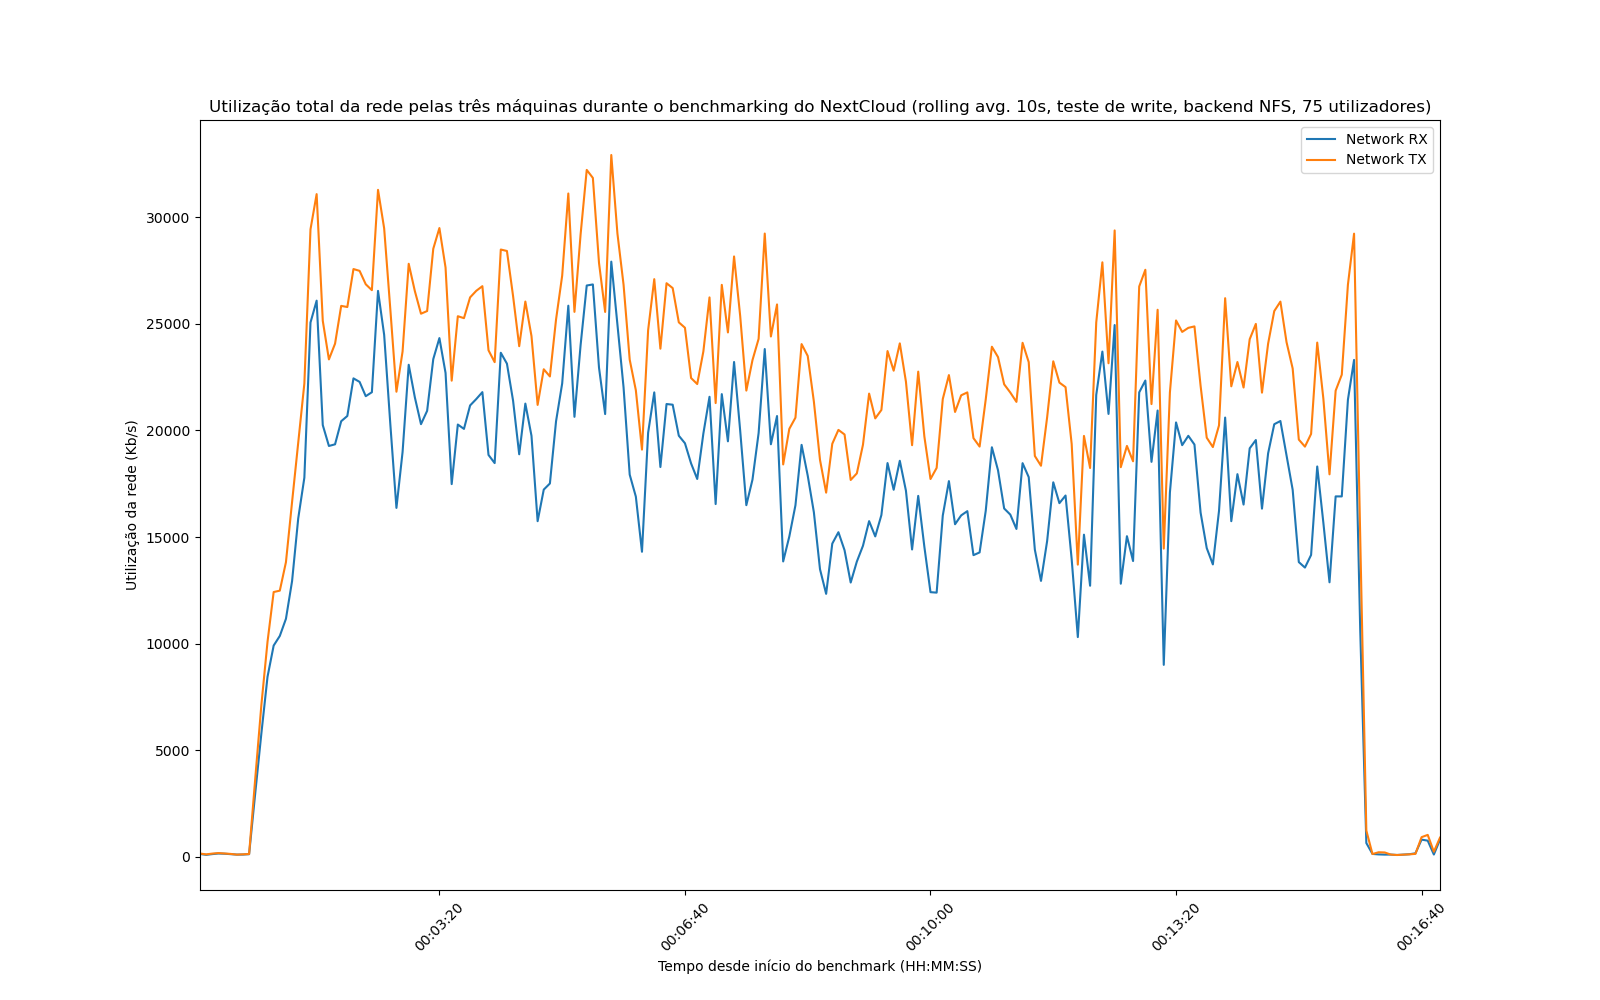 Utilização total da rede pelas três máquinas durante o benchmarking do NextCloud (rolling avg. 10s, teste de write, backend NFS, 75 utilizadores)
Network RX
Network TX
Utilização da rede (Kb/s)
30000
25000
20000
15000
10000
5000
0
00:03:20
00:06:40
00:10:00
00:13:20
00:16:40
Tempo desde início do benchmark (HH:MM:SS)